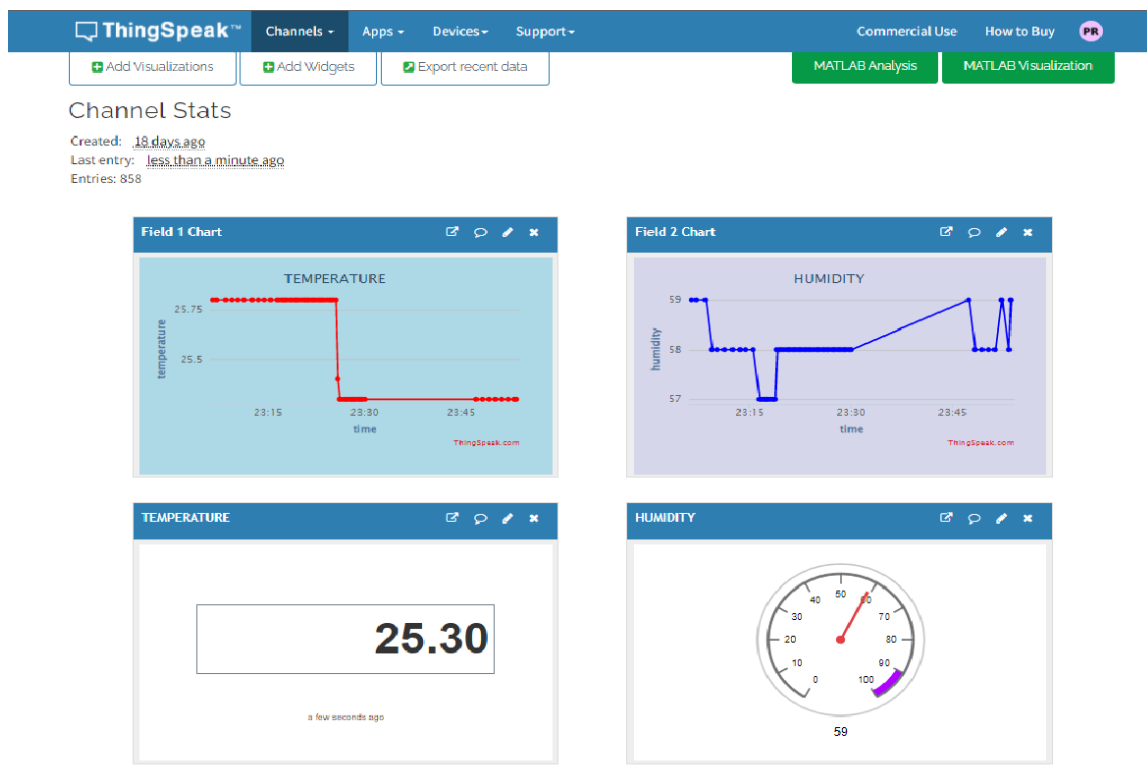 ThingSpeak™ Channels Apps Devices Support Commercial Use How to Buy PR
Add Visualizations Add Widgets Export recent data MATLAB Analysis MATLAB Visualization
Channel Stats
Created: 18 days ago
Last entry: less than a minute ago
Entries: 858
Field 1 Chart
TEMPERATURE
temperature
25.75
25.5
23:15 23:30 23:45
time
ThingSpeak.com
Field 2 Chart
HUMIDITY
humidity
59
58
57
23:15 23:30 23:45
time
ThingSpeak.com
TEMPERATURE
25.30
a few seconds ago
HUMIDITY
0 10 20 30 40 50 60 70 80 90 100
59